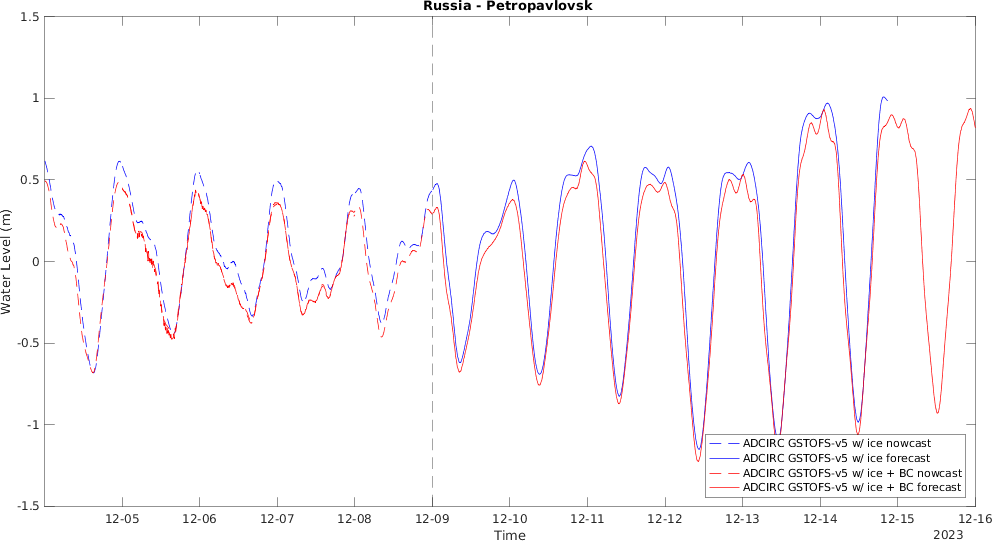 Russia - Petropavlovsk
1.5
1
0.5
0
-0.5
-1
-1.5
Water Level (m)
ADCIRC GSTOFS-v5 w/ ice nowcast
ADCIRC GSTOFS-v5 w/ ice forecast
ADCIRC GSTOFS-v5 w/ ice + BC nowcast
ADCIRC GSTOFS-v5 w/ ice + BC forecast
12-05 12-06 12-07 12-08 12-09 12-10 12-11 12-12 12-13 12-14 12-15 12-16
Time
2023